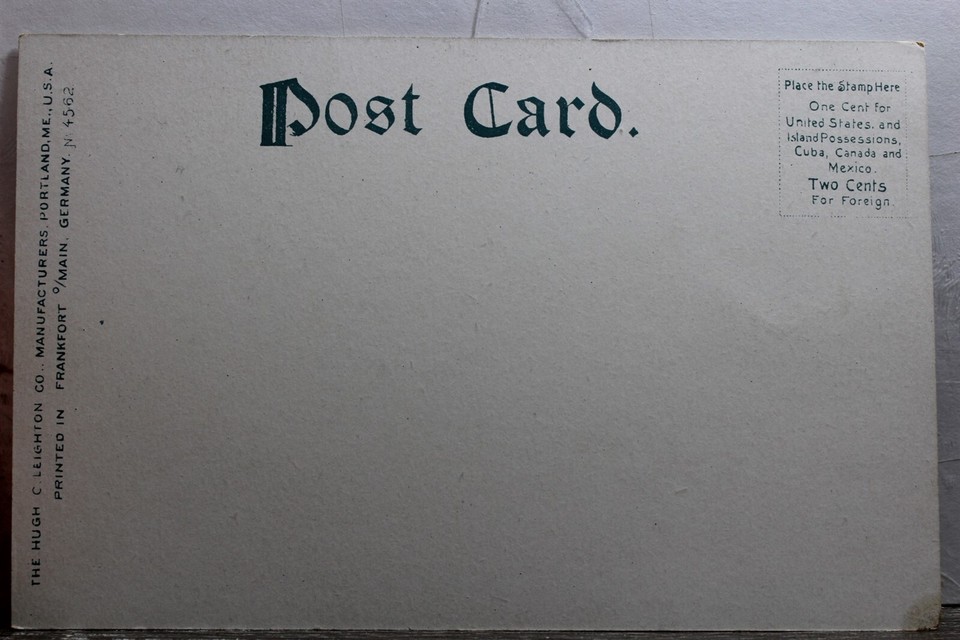 Post Card.
Place the Stamp Here
One Cent for
United States. and
Island Possessions,
Cuba, Canada and
Mexico.
Two Cents
For Foreign.
THE HUGH C. LEIGHTON CO., MANUFACTURERS, PORTLAND, ME., U.S.A.
PRINTED IN FRANKFORT O/MAIN, GERMANY. N. 4562